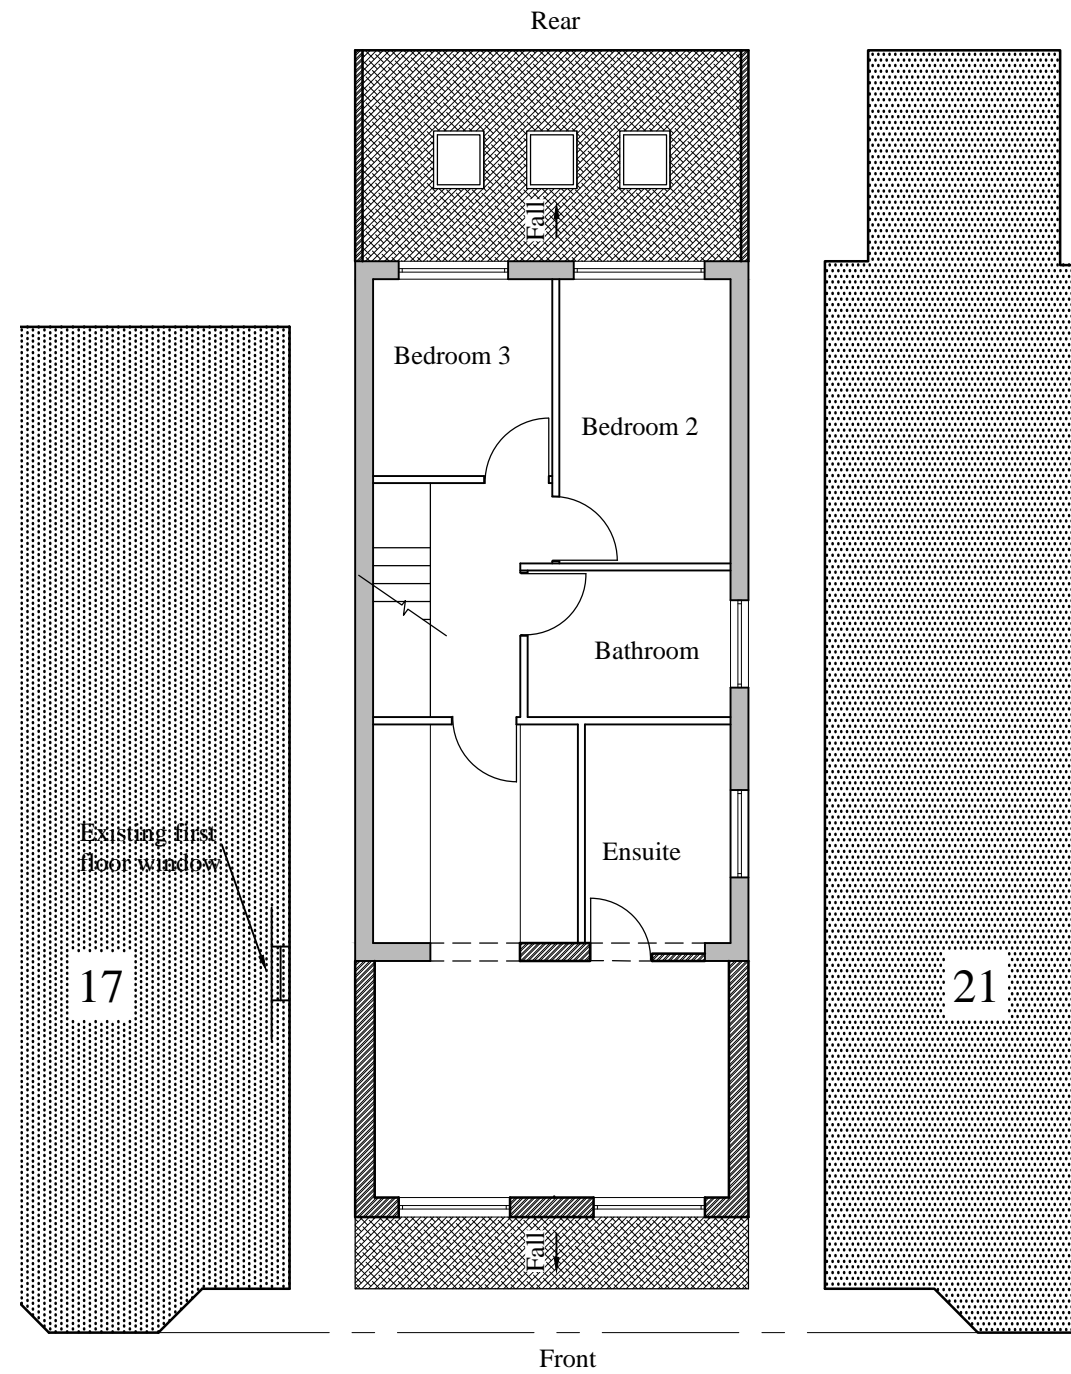 Rear
Fall
Bedroom 3
Bedroom 2
Bathroom
Existing first
floor window
Ensuite
17
21
Fall
Front